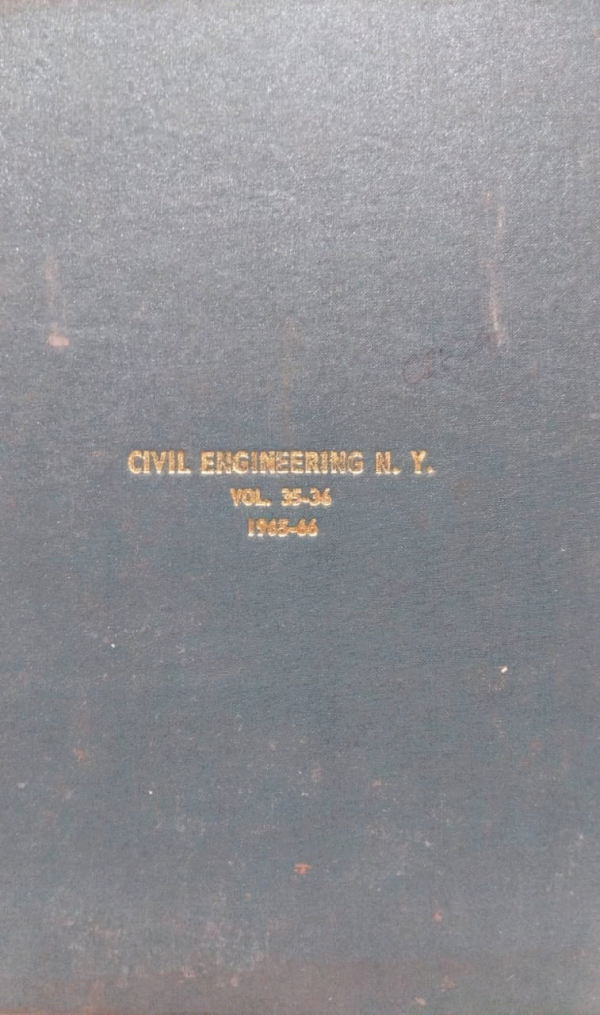 CIVIL ENGINEERING N. Y.
VOL. 35-36
1965-66